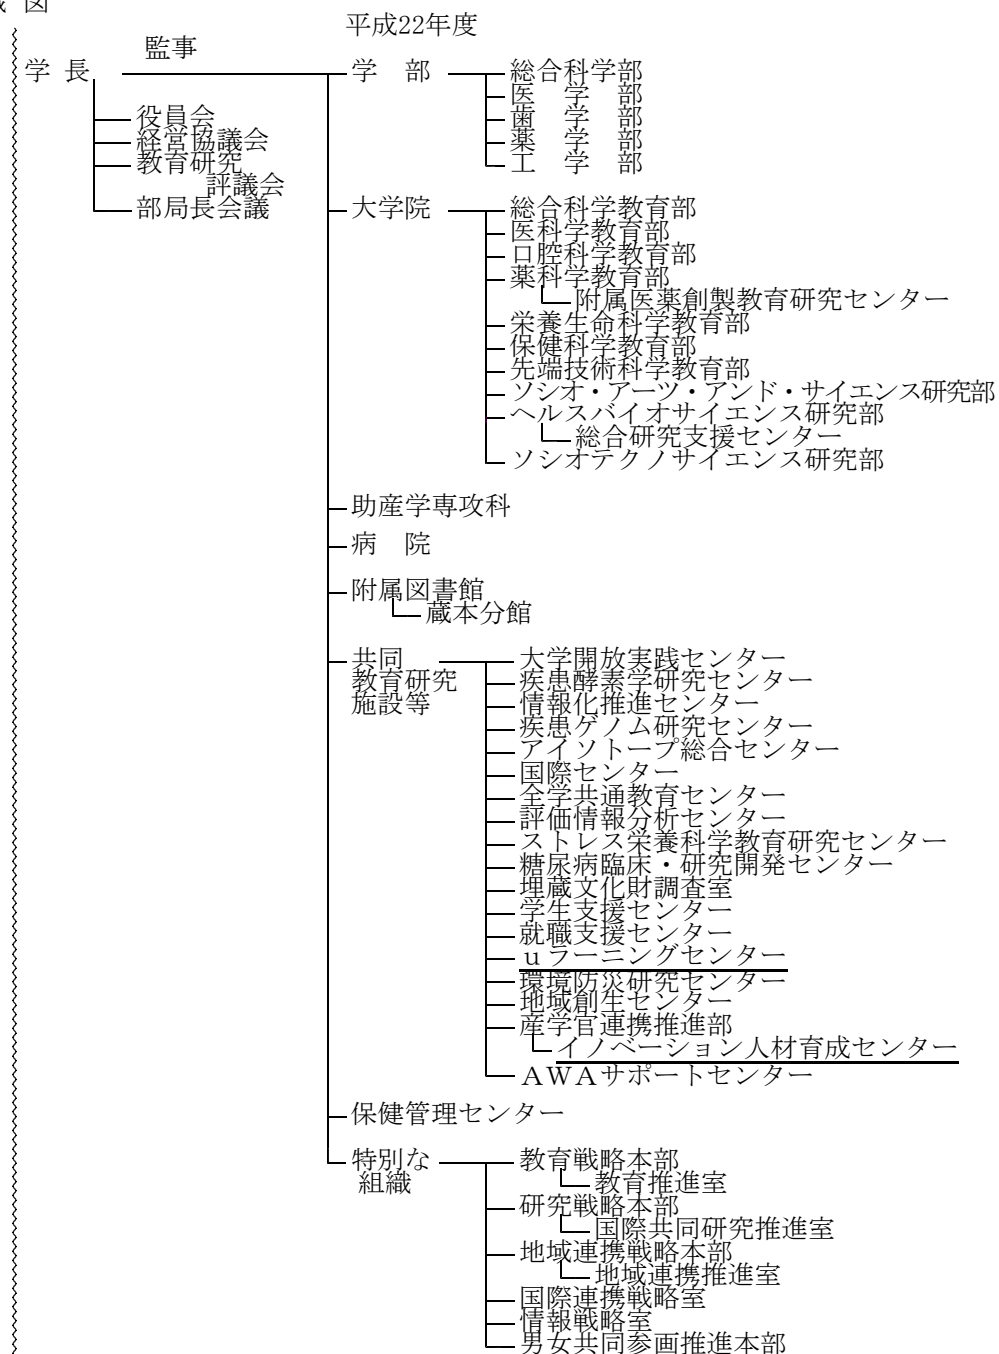 図
平成22年度
監事
学 長
役員会
経営協議会
教育研究
評議会
部局長会議
学　部
総合科学部
医　学　部
歯　学　部
薬　学　部
工　学　部
大学院
総合科学教育部
医科学教育部
口腔科学教育部
薬科学教育部
附属医薬創製教育研究センター
栄養生命科学教育部
保健科学教育部
先端技術科学教育部
ソシオ・アーツ・アンド・サイエンス研究部
ヘルスバイオサイエンス研究部
総合研究支援センター
ソシオテクノサイエンス研究部
助産学専攻科
病　院
附属図書館
蔵本分館
共同
教育研究
施設等
大学開放実践センター
疾患酵素学研究センター
情報化推進センター
疾患ゲノム研究センター
アイソトープ総合センター
国際センター
全学共通教育センター
評価情報分析センター
ストレス栄養科学教育研究センター
糖尿病臨床・研究開発センター
埋蔵文化財調査室
学生支援センター
就職支援センター
ｕラーニングセンター
環境防災研究センター
地域創生センター
産学官連携推進部
イノベーション人材育成センター
ＡＷＡサポートセンター
保健管理センター
特別な
組織
教育戦略本部
教育推進室
研究戦略本部
国際共同研究推進室
地域連携戦略本部
地域連携推進室
国際連携戦略室
情報戦略室
男女共同参画推進本部